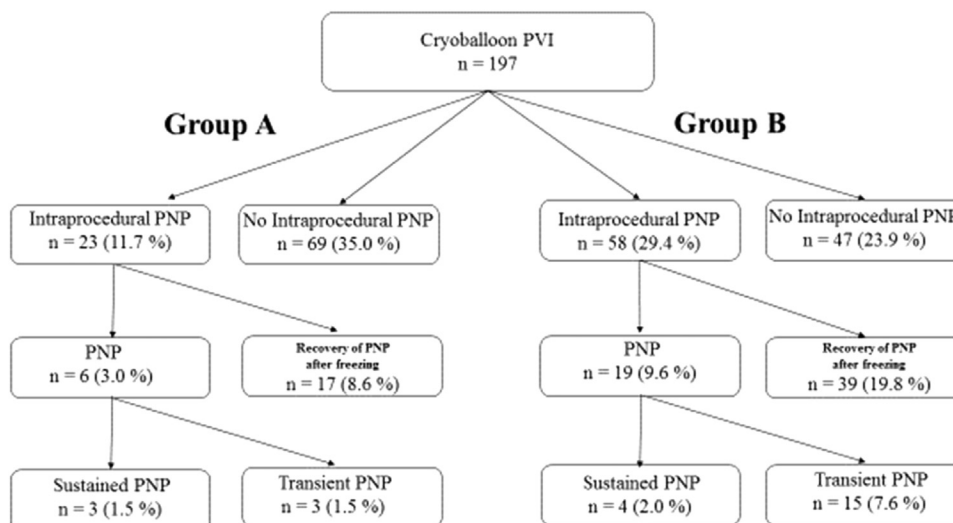 Cryoballoon PVI
n = 197
Group A
Group B
Intraprocedural PNP
n = 23 (11.7 %)
No Intraprocedural PNP
n = 69 (35.0 %)
Intraprocedural PNP
n = 58 (29.4 %)
No Intraprocedural PNP
n = 47 (23.9 %)
PNP
n = 6 (3.0 %)
Recovery of PNP
after freezing
n = 17 (8.6 %)
PNP
n = 19 (9.6 %)
Recovery of PNP
after freezing
n = 39 (19.8 %)
Sustained PNP
n = 3 (1.5 %)
Transient PNP
n = 3 (1.5 %)
Sustained PNP
n = 4 (2.0 %)
Transient PNP
n = 15 (7.6 %)